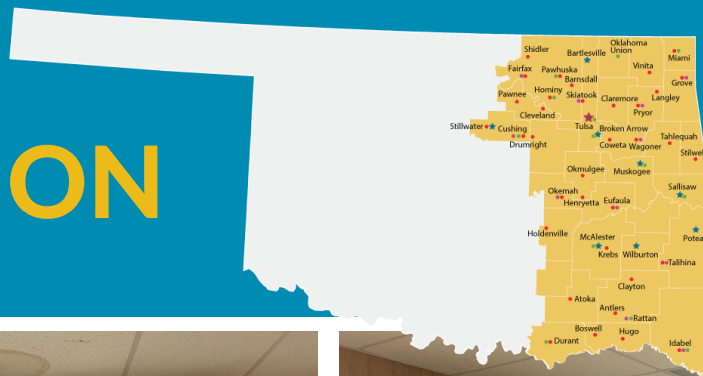 ON
Shidler
Bartlesville
Oklahoma
Union
Miami
Fairfax
Pawhuska
Vinita
Barnsdall
Grove
Pawnee
Hominy
Skiatook
Claremore
Langley
Pryor
Cleveland
Stillwater
Cushing
Tulsa
Broken Arrow
Drumright
Coweta
Wagoner
Tahlequah
Stilwel
Okmulgee
Muskogee
Okemah
Henryetta
Eufaula
Sallisaw
Holdenville
McAlester
Krebs
Wilburton
Potea
Talihina
Clayton
Atoka
Antlers
Rattan
Boswell
Hugo
Durant
Idabel